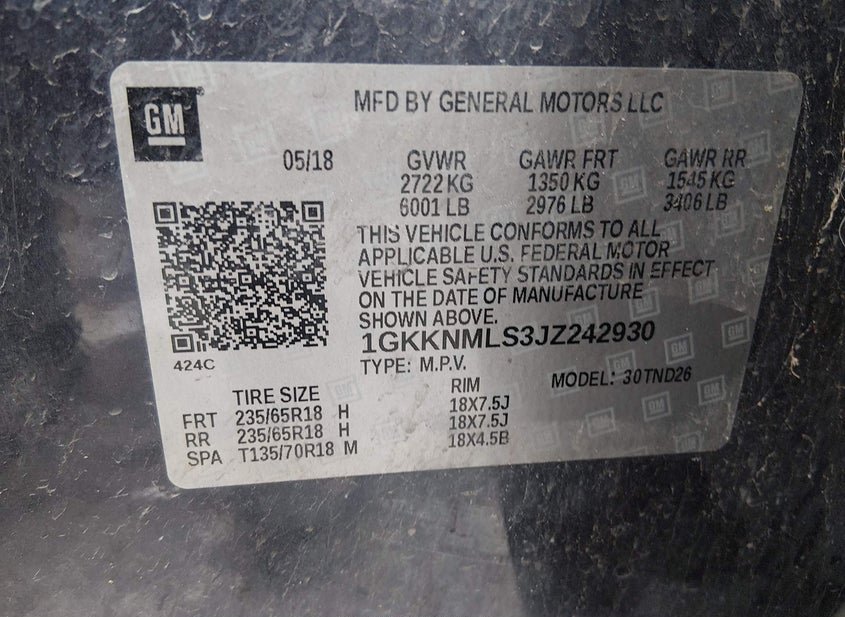 GM
MFD BY GENERAL MOTORS LLC
05/18 GVWR GAWR FRT GAWR RR
2722 KG 1350 KG 1545 KG
6001 LB 2976 LB 3406 LB
THIS VEHICLE CONFORMS TO ALL
APPLICABLE U.S. FEDERAL MOTOR
VEHICLE SAFETY STANDARDS IN EFFECT
ON THE DATE OF MANUFACTURE
SHOWN ABOVE.
1GKKNMLS3JZ242930
424C
TYPE: M.P.V. MODEL: 30TND26
TIRE SIZE RIM
FRT 235/65R18 H 18X7.5J
RR 235/65R18 H 18X7.5J
SPA T135/70R18 M 18X4.5B